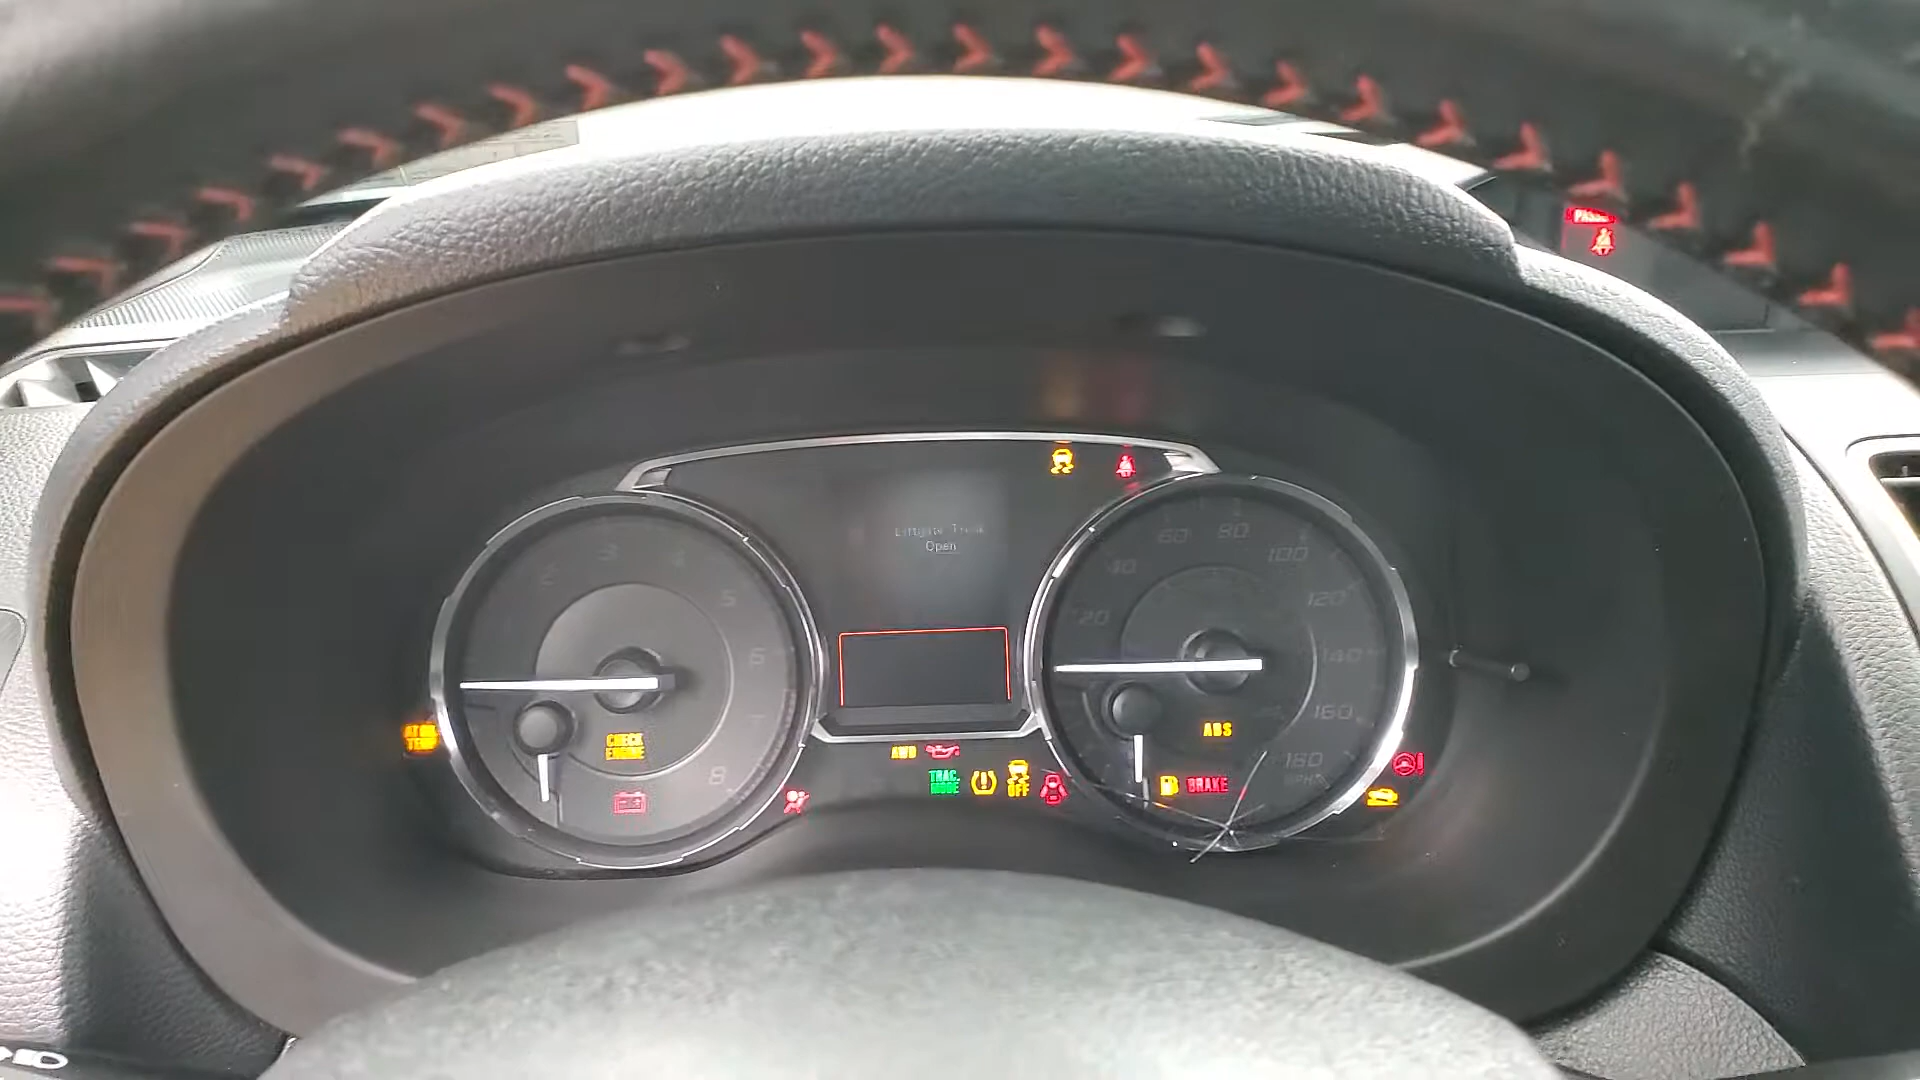 Liftgate Trunk
Open
2
3
4
5
6
7
8
20
40
60
80
100
120
140
160
180
MPH
AT OIL
TEMP
CHECK
ENGINE
AWD
TRAC.
MODE
OFF
ABS
BRAKE